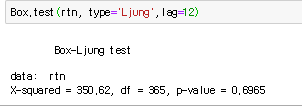 Box.test(rtn, type='Ljung',lag=12)
Box-Ljung test
data:  rtn
X-squared = 350.62, df = 365, p-value = 0.6965